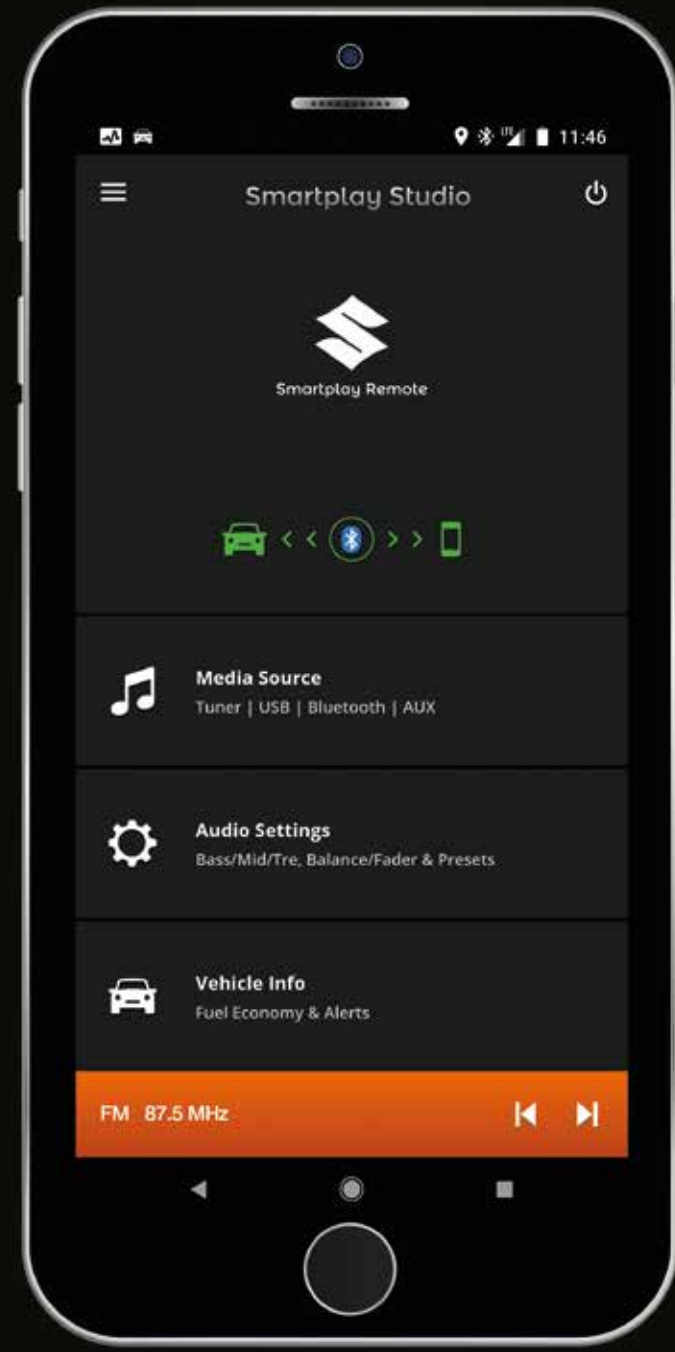 LTE 11:46
Smartplay Studio
Smartplay Remote
Media Source
Tuner | USB | Bluetooth | AUX
Audio Settings
Bass/Mid/Tre, Balance/Fader & Presets
Vehicle Info
Fuel Economy & Alerts
FM 87.5 MHz